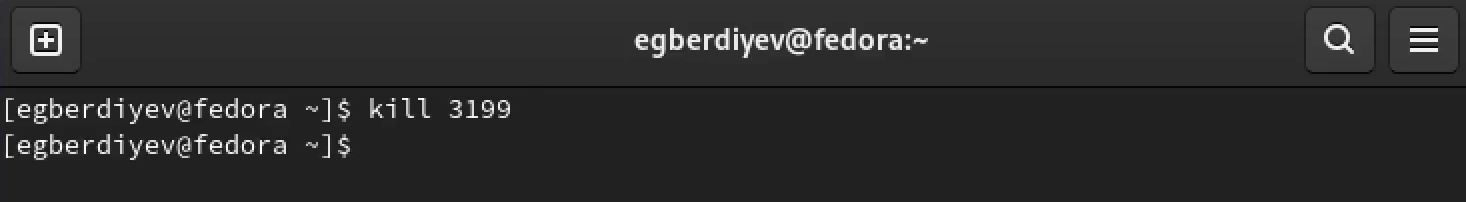 egberdiyev@fedora:~
[egberdiyev@fedora ~]$ kill 3199
[egberdiyev@fedora ~]$